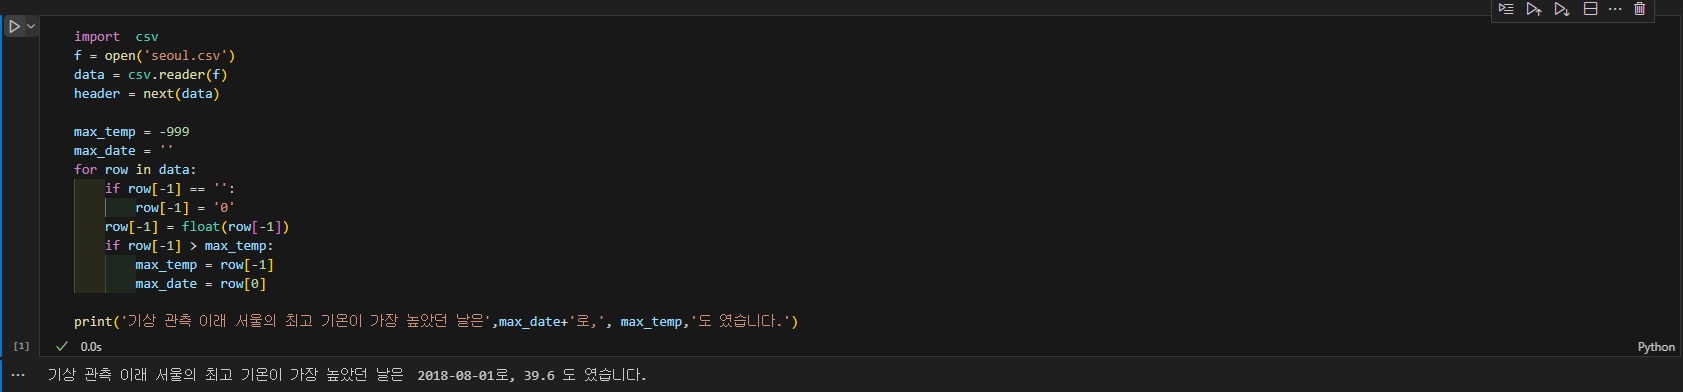 import  csv
f = open('seoul.csv')
data = csv.reader(f)
header = next(data)
max_temp = -999
max_date = ''
for row in data:
    if row[-1] == '':
        row[-1] = '0'
    row[-1] = float(row[-1])
    if row[-1] > max_temp:
        max_temp = row[-1]
        max_date = row[0]
print('기상 관측 이래 서울의 최고 기온이 가장 높았던 날은',max_date+'로,', max_temp,'도 였습니다.')
[1] 0.0s Python
기상 관측 이래 서울의 최고 기온이 가장 높았던 날은 2018-08-01로, 39.6 도 였습니다.